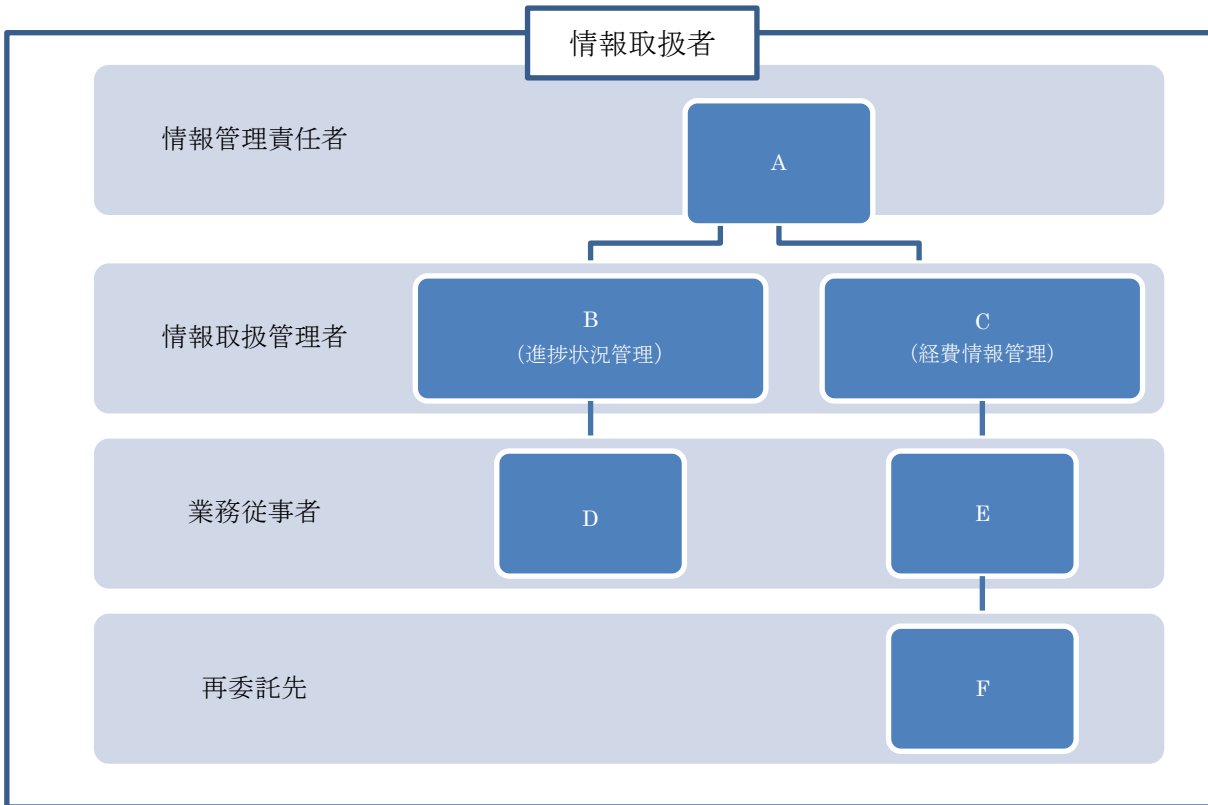 情報取扱者
情報管理責任者
A
情報取扱管理者
B
（進捗状況管理）
C
（経費情報管理）
業務従事者
D
E
再委託先
F